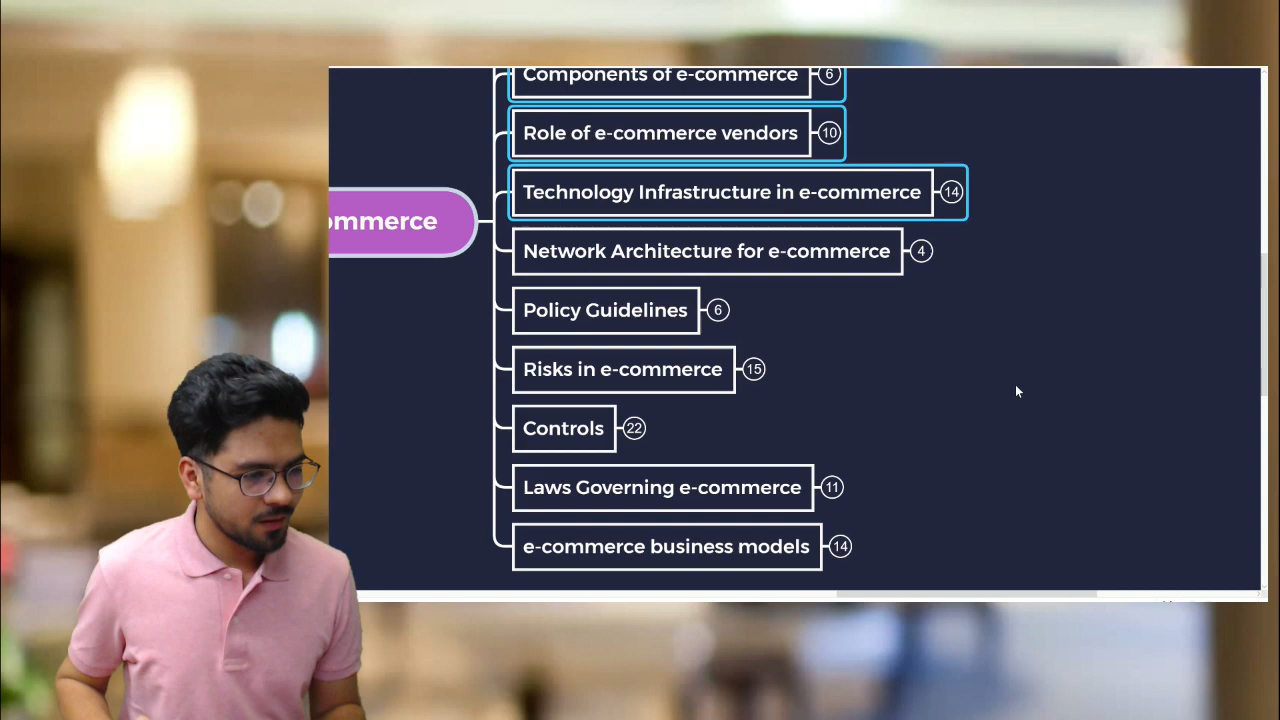 Components of e-commerce 6
Role of e-commerce vendors 10
Technology Infrastructure in e-commerce 14
ommerce
Network Architecture for e-commerce 4
Policy Guidelines 6
Risks in e-commerce 15
Controls 22
Laws Governing e-commerce 11
e-commerce business models 14